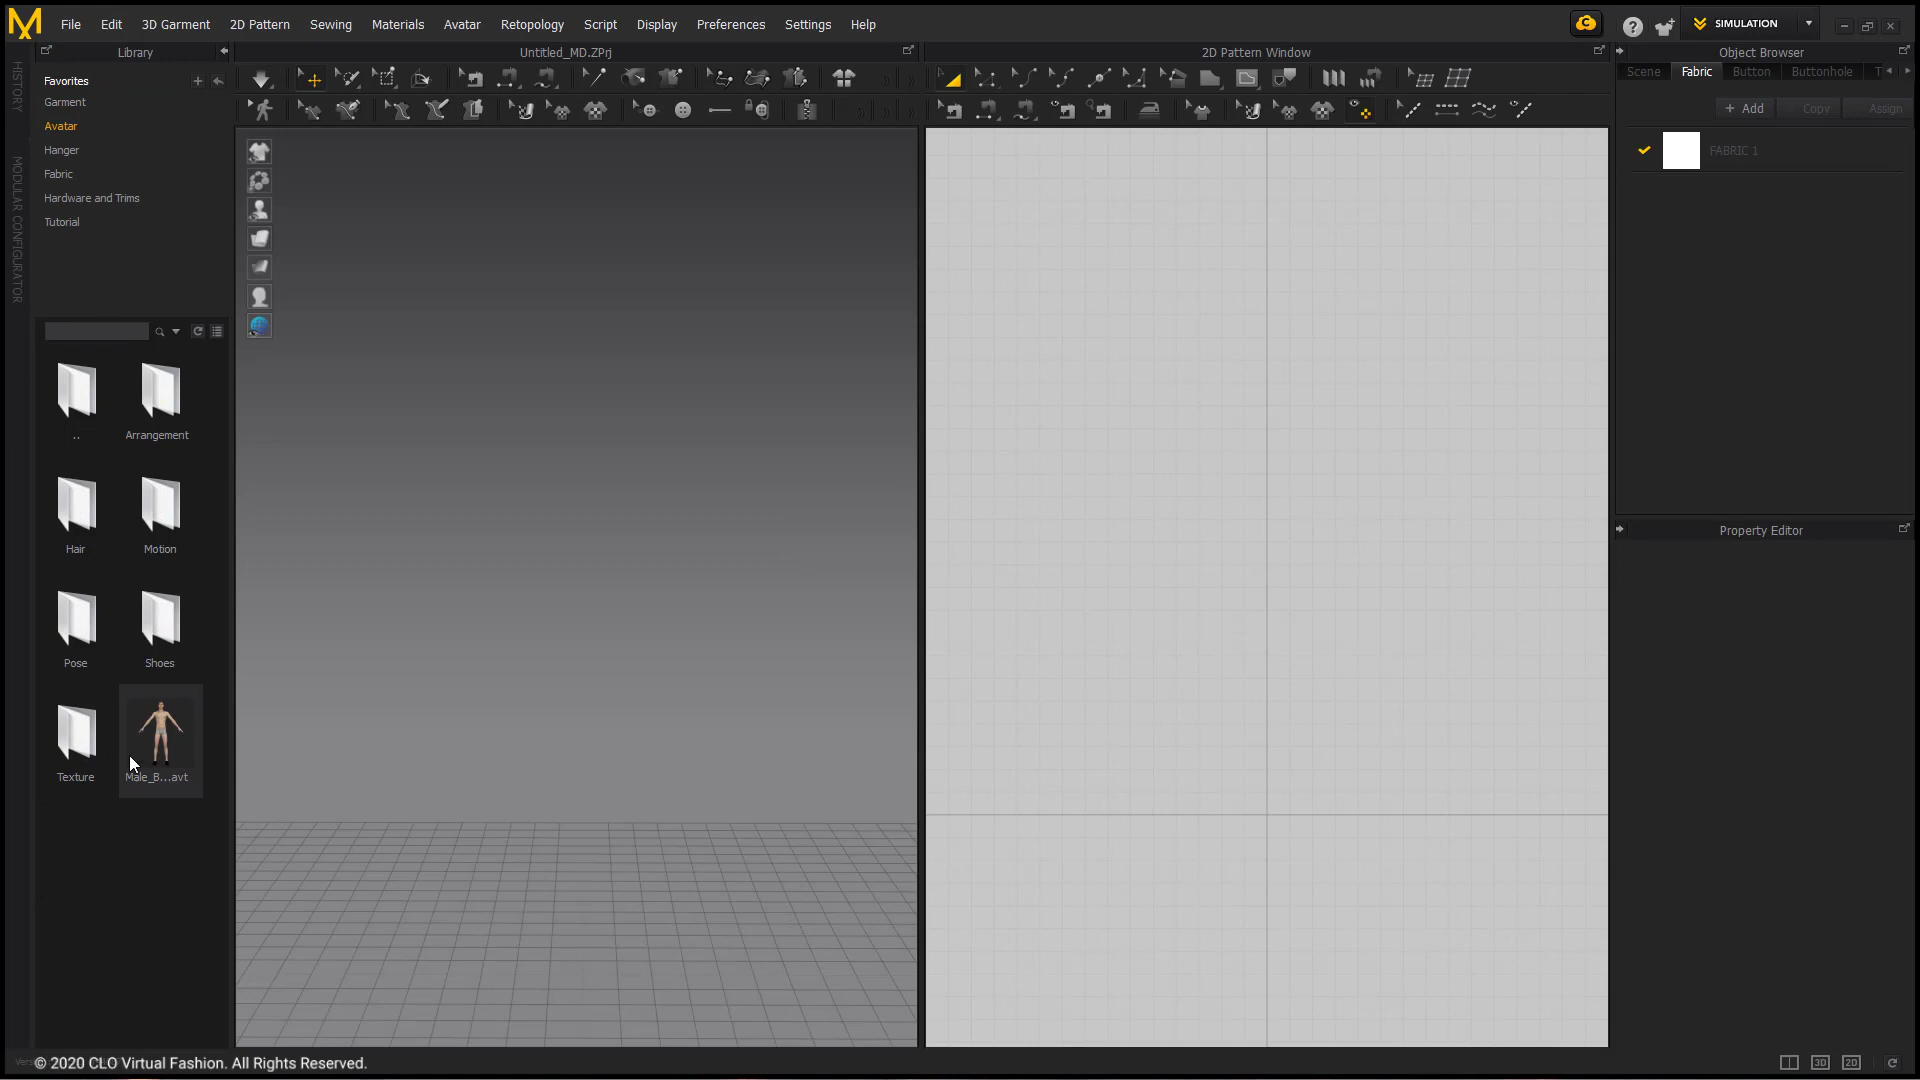 File Edit 3D Garment 2D Pattern Sewing Materials Avatar Retopology Script Display Preferences Settings Help
SIMULATION
Library
Untitled_MD.ZPrj
2D Pattern Window
Object Browser
HISTORY
MODULAR CONFIGURATOR
Favorites
Garment
Avatar
Hanger
Fabric
Hardware and Trims
Tutorial
..
Arrangement
Hair
Motion
Pose
Shoes
Texture
Male_B...avt
Scene Fabric Button Buttonhole T
+ Add Copy Assign
FABRIC 1
Property Editor
© 2020 CLO Virtual Fashion. All Rights Reserved.
3D 2D